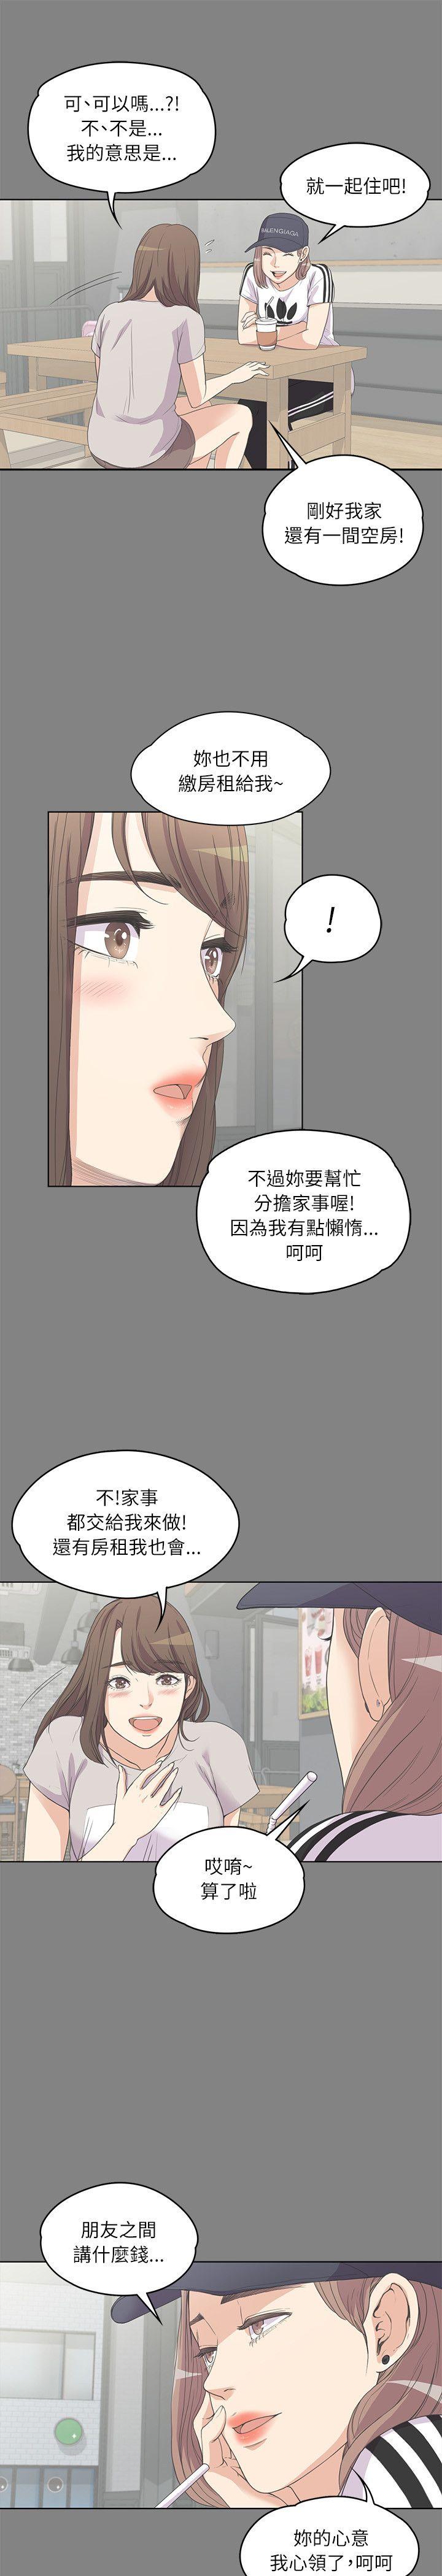 可、可以嗎...?!
不、不是...
我的意思是...
就一起住吧!
BALENGIAGA
剛好我家
還有一間空房!
妳也不用
繳房租給我~
!
不過妳要幫忙
分擔家事喔!
因為我有點懶惰...
呵呵
不!家事
都交給我來做!
還有房租我也會...
哎唷~
算了啦
朋友之間
講什麼錢...
妳的心意
我心領了,呵呵